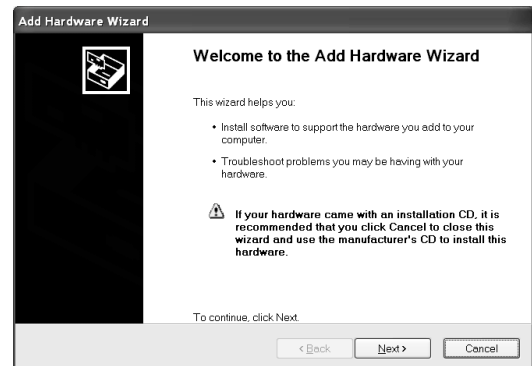 Add Hardware Wizard
Welcome to the Add Hardware Wizard
This wizard helps you:
• Install software to support the hardware you add to your
computer.
• Troubleshoot problems you may be having with your
hardware.
If your hardware came with an installation CD, it is
recommended that you click Cancel to close this
wizard and use the manufacturer's CD to install this
hardware.
To continue, click Next.
< Back Next > Cancel